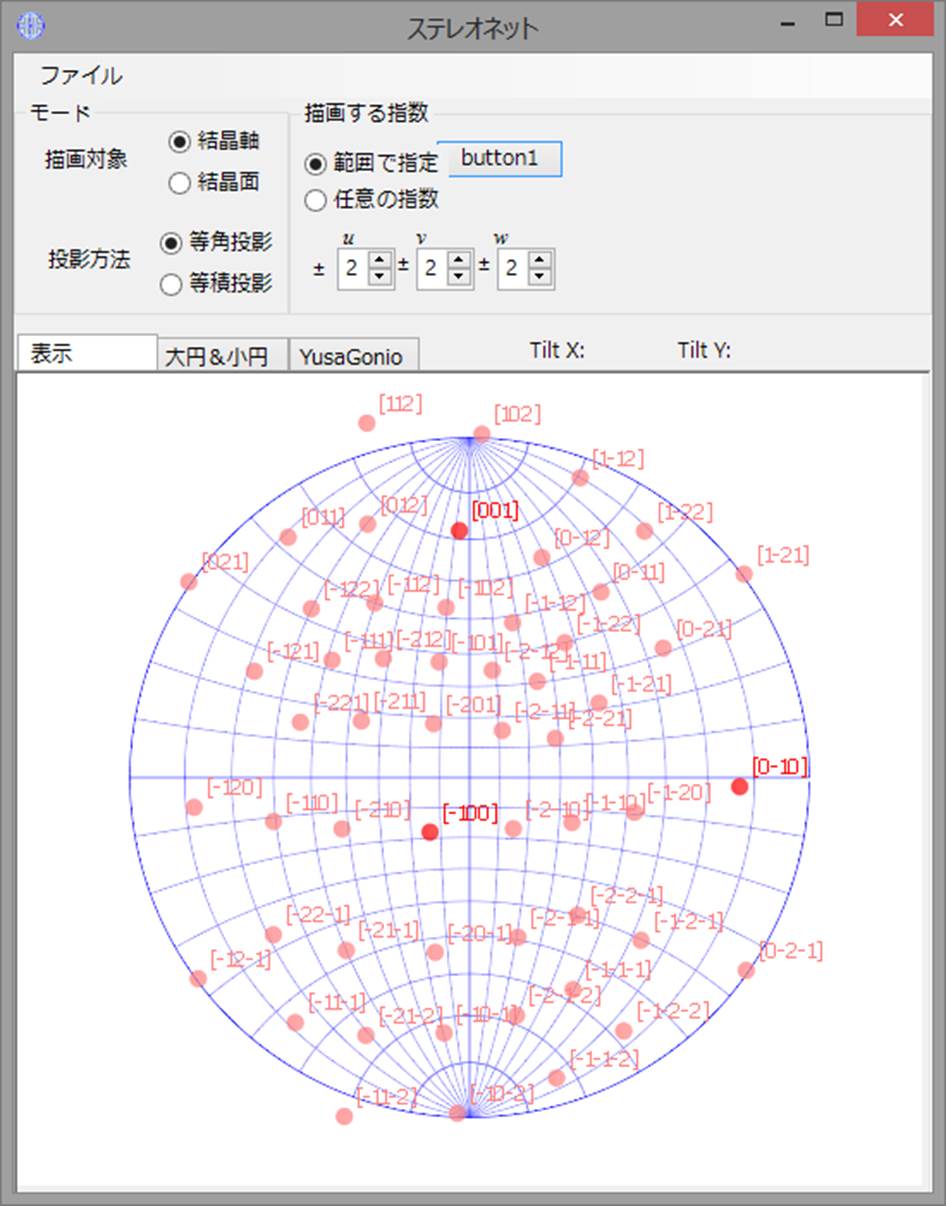 ステレオネット
ファイル
モード
描画する指数
描画対象
結晶軸
結晶面
範囲で指定
button1
任意の指数
投影方法
等角投影
等積投影
u v w
± 2 ± 2 ± 2
表示
大円&小円
YusaGonio
Tilt X:
Tilt Y:
[112]
[102]
[1-12]
[001]
[012]
[011]
[1-22]
[0-12]
[021]
[1-21]
[0-11]
[-122]
[-112]
[-102]
[-1-12]
[-1-22]
[0-21]
[-121]
[-111]
[-212]
[-101]
[-2-12]
[-1-11]
[-1-21]
[-221]
[-211]
[-201]
[-2-11]
[-2-21]
[0-10]
[-120]
[-110]
[-210]
[-100]
[-2-10]
[-1-10]
[-1-20]
[-22-1]
[-21-1]
[-20-1]
[-2-1-1]
[-2-2-1]
[-1-2-1]
[-12-1]
[0-2-1]
[-1-1-1]
[-11-1]
[-21-2]
[-10-1]
[-2-1-2]
[-1-2-2]
[-1-1-2]
[-11-2]
[-10-2]